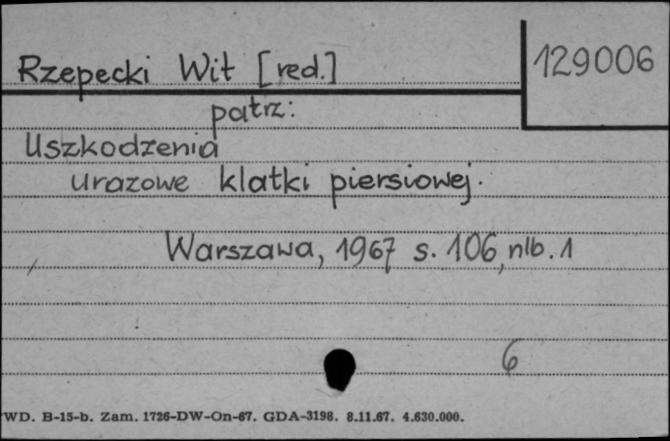 Rzepecki Wit [red.]
129006
patrz:
Uszkodzenia
urazowe klatki piersiowej.
Warszawa, 1967 s. 106, nlb. 1
6
WD. B-15-b. Zam. 1726-DW-On-67. GDA-3198. 8.11.67. 4.630.000.